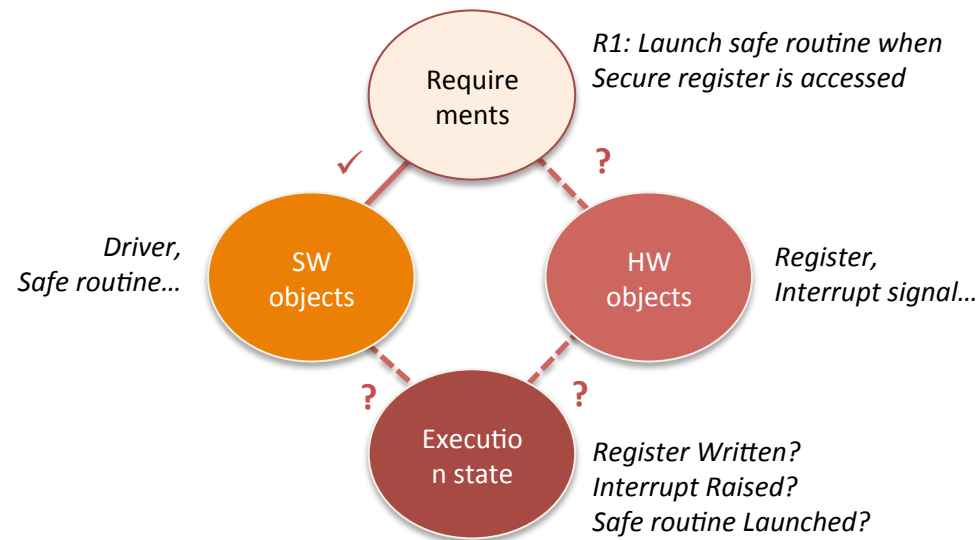 R1: Launch safe routine when
Secure register is accessed
Require
ments
✓
?
Driver,
Safe routine…
SW
objects
HW
objects
Register,
Interrupt signal…
?
?
Executio
n state
Register Written?
Interrupt Raised?
Safe routine Launched?